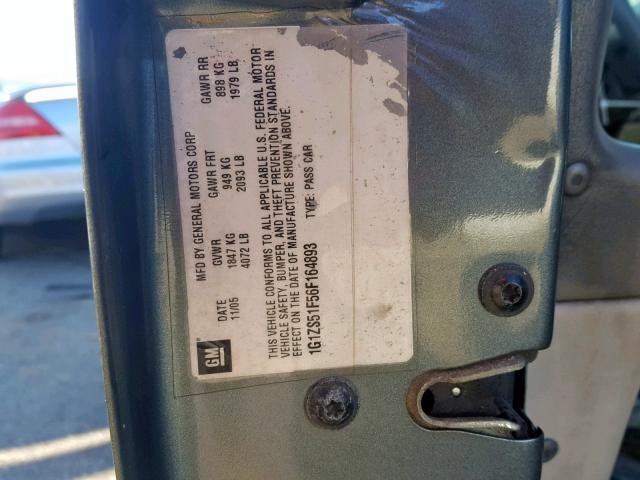 GM
MFD BY GENERAL MOTORS CORP
DATE GVWR GAWR FRT GAWR RR
11/05 1847 KG 949 KG 898 KG
4072 LB 2093 LB 1979 LB
THIS VEHICLE CONFORMS TO ALL APPLICABLE U.S. FEDERAL MOTOR
VEHICLE SAFETY, BUMPER, AND THEFT PREVENTION STANDARDS IN
EFFECT ON THE DATE OF MANUFACTURE SHOWN ABOVE.
1G1ZS51F56F164893 TYPE: PASS CAR